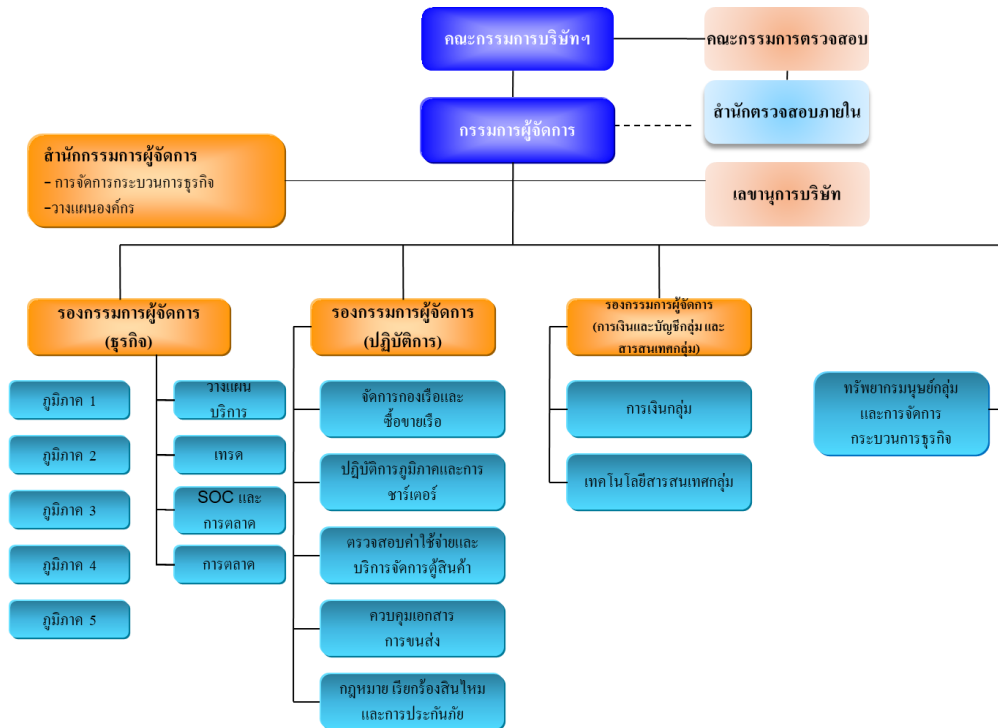 คณะกรรมการบริษัทฯ
คณะกรรมการตรวจสอบ
กรรมการผู้จัดการ
สำนักตรวจสอบภายใน
สำนักกรรมการผู้จัดการ
- การจัดการกระบวนการธุรกิจ
-วางแผนองค์กร
เลขานุการบริษัท
รองกรรมการผู้จัดการ
(ธุรกิจ)
ภูมิภาค 1
ภูมิภาค 2
ภูมิภาค 3
ภูมิภาค 4
ภูมิภาค 5
วางแผน
บริการ
เทรด
SOC และ
การตลาด
การตลาด
รองกรรมการผู้จัดการ
(ปฏิบัติการ)
จัดการกองเรือและ
ซื้อขายเรือ
ปฏิบัติการภูมิภาคและการ
ชาร์เตอร์
ตรวจสอบค่าใช้จ่ายและ
บริการจัดการตู้สินค้า
ควบคุมเอกสาร
การขนส่ง
กฎหมาย เรียกร้องสินไหม
และการประกันภัย
รองกรรมการผู้จัดการ
(การเงินและบัญชีกลุ่ม และ
สารสนเทศกลุ่ม)
การเงินกลุ่ม
เทคโนโลยีสารสนเทศกลุ่ม
ทรัพยากรมนุษย์กลุ่ม
และการจัดการ
กระบวนการธุรกิจ